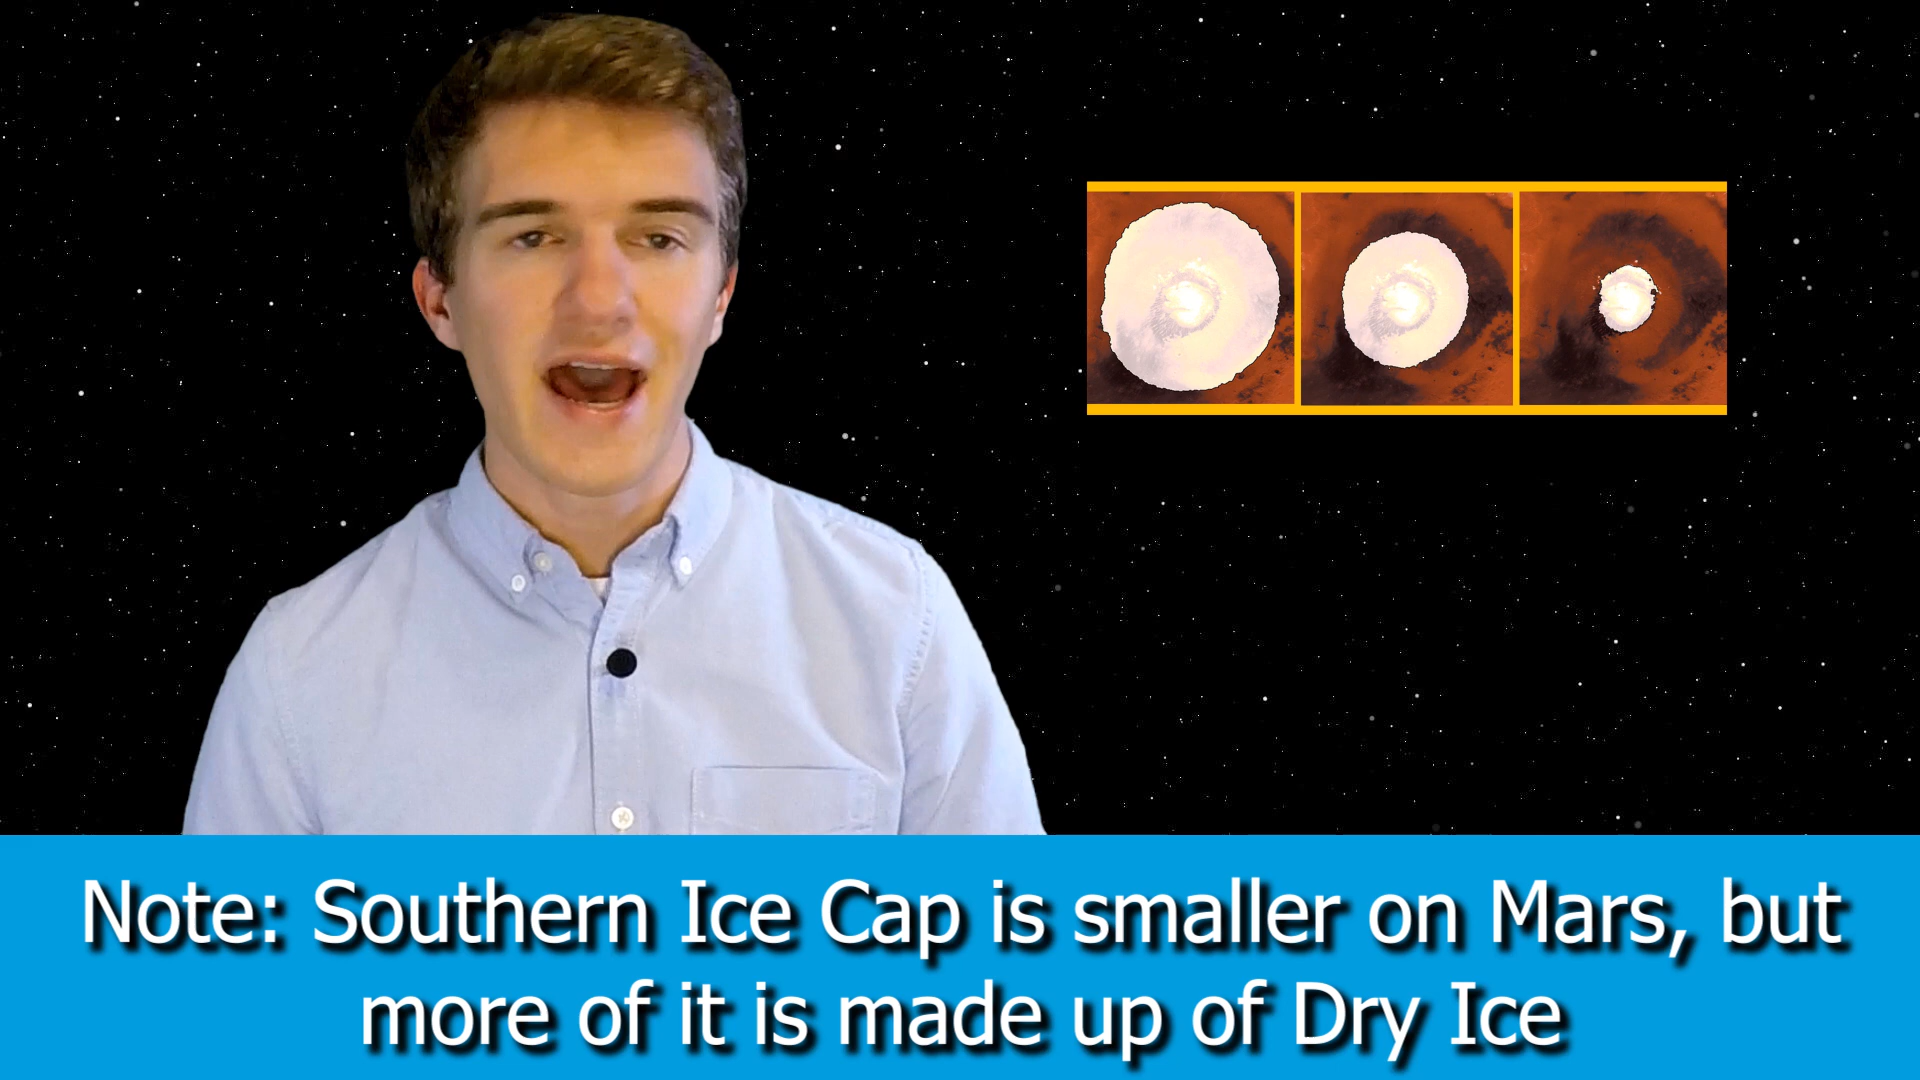 Note: Southern Ice Cap is smaller on Mars, but
more of it is made up of Dry Ice